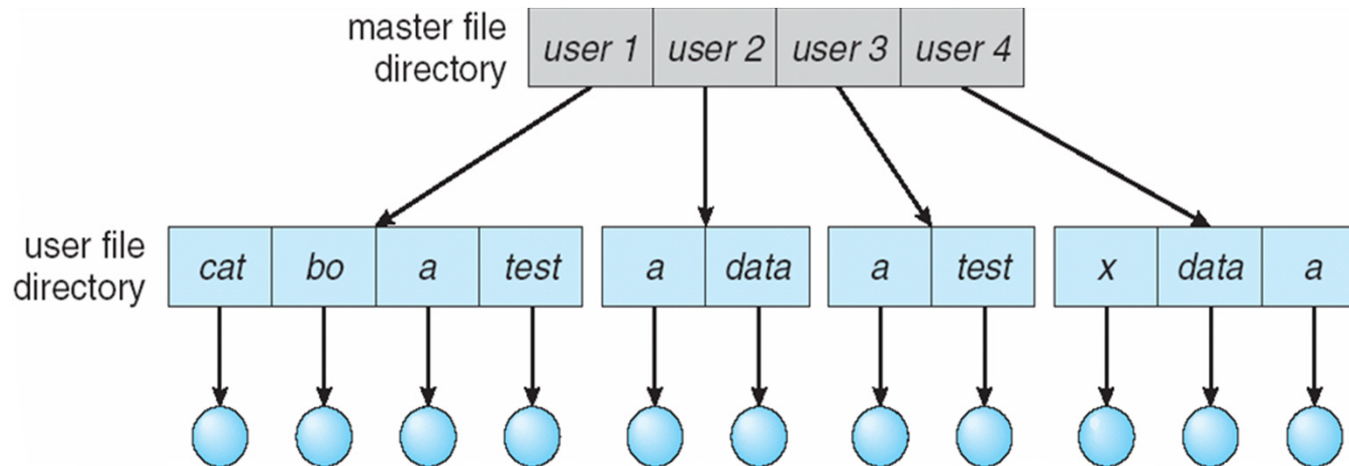 master file
directory
user 1 user 2 user 3 user 4
user file
directory
cat bo a test a data a test x data a